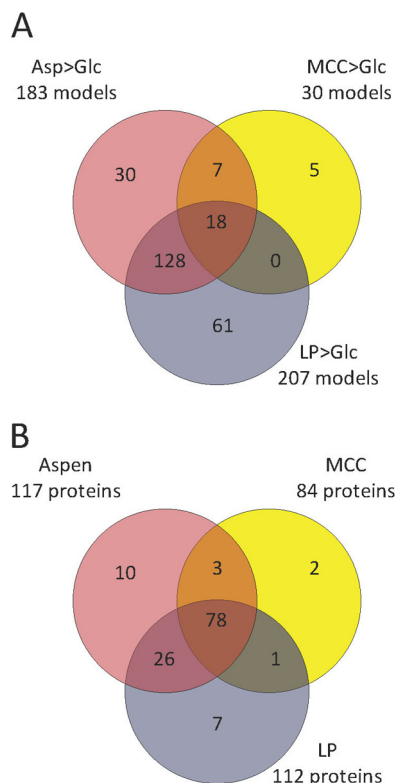 A
Asp>Glc
183 models
MCC>Glc
30 models
30
7
5
18
128
0
61
LP>Glc
207 models
B
Aspen
117 proteins
MCC
84 proteins
10
3
2
78
26
1
7
LP
112 proteins